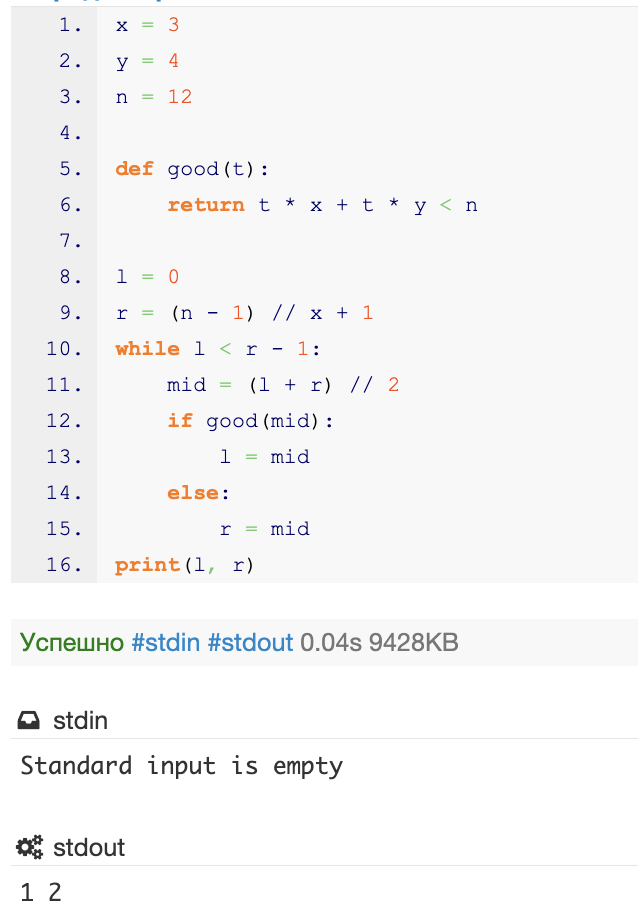 1. x = 3
2. y = 4
3. n = 12
4.
5. def good(t):
6.     return t * x + t * y < n
7.
8. l = 0
9. r = (n - 1) // x + 1
10. while l < r - 1:
11.     mid = (l + r) // 2
12.     if good(mid):
13.         l = mid
14.     else:
15.         r = mid
16. print(l, r)
Успешно #stdin #stdout 0.04s 9428KB
stdin
Standard input is empty
stdout
1 2